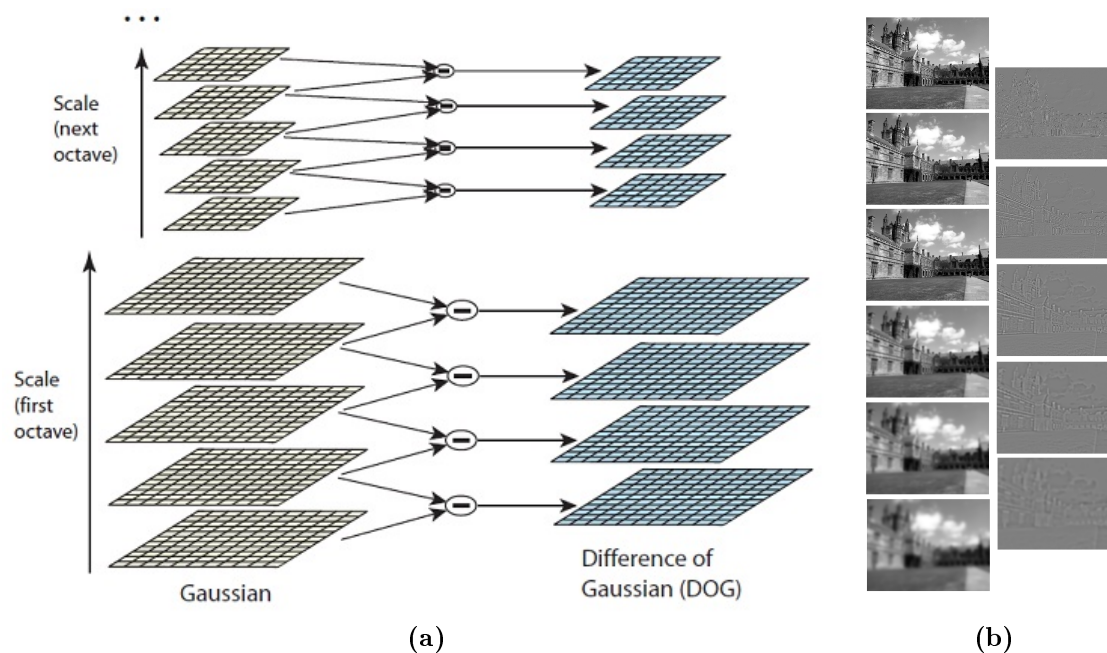 ...
Scale
(next
octave)
Scale
(first
octave)
Gaussian
Difference of
Gaussian (DOG)
(a)
(b)